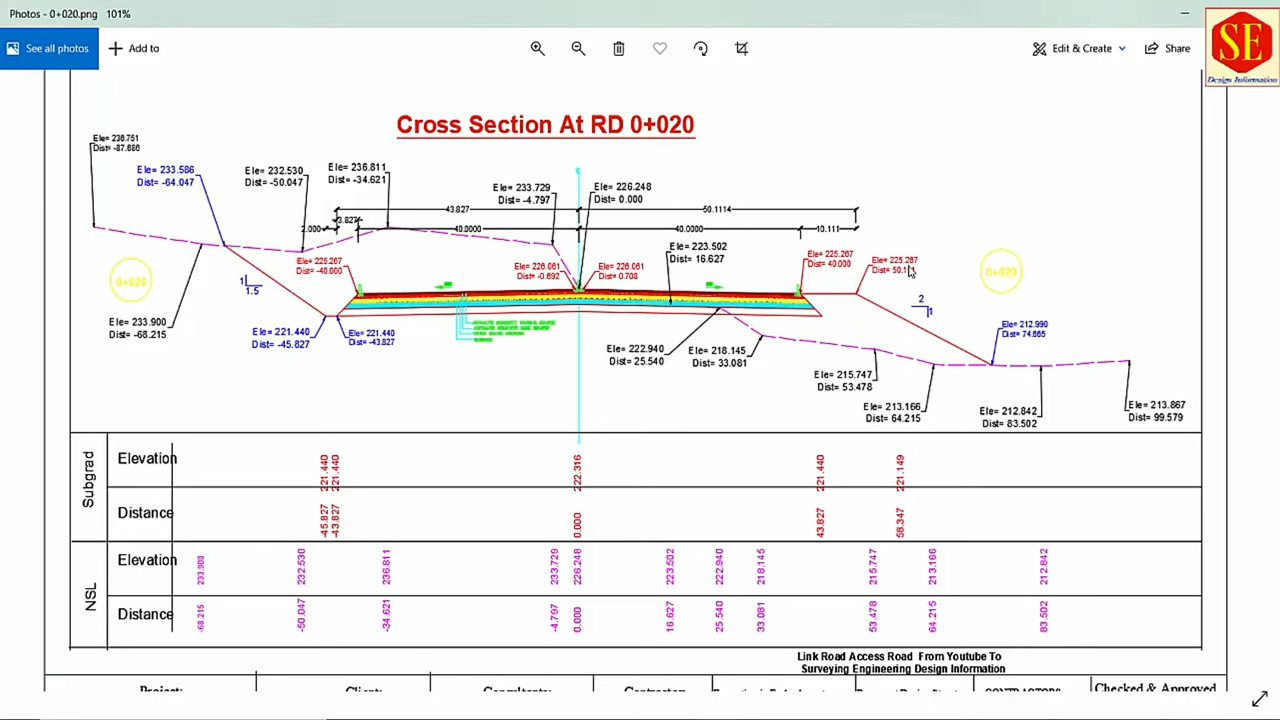 Photos - 0+020.png 101%
See all photos
Add to
Edit & Create
Share
SE
Design Information
Cross Section At RD 0+020
Ele= 236.751
Dist= -87.686
Ele= 233.586
Dist= -64.047
Ele= 232.530
Dist= -50.047
Ele= 236.811
Dist= -34.621
Ele= 233.729
Dist= -4.797
Ele= 226.248
Dist= 0.000
43.827
50.1114
3.827
2.000
40.0000
40.0000
10.111
Ele= 223.502
Dist= 16.627
Ele= 225.267
Dist= -40.000
Ele= 226.061
Dist= -0.692
Ele= 226.061
Dist= 0.708
Ele= 225.267
Dist= 40.000
Ele= 225.267
0+020
0+020
1
1.5
2
1
Ele= 233.900
Dist= -68.215
Ele= 221.440
Dist= -45.827
Ele= 221.440
Dist= -43.827
Ele= 222.940
Dist= 25.540
Ele= 218.145
Dist= 33.081
Ele= 212.990
Dist= 74.665
Ele= 215.747
Dist= 53.478
Ele= 213.166
Dist= 64.215
Ele= 212.842
Dist= 83.502
Ele= 213.867
Dist= 99.579
Subgrad
Elevation
221.440
221.440
222.316
221.440
221.149
Distance
-45.827
-43.827
0.000
43.827
58.347
NSL
Elevation
233.900
232.530
236.811
233.729
226.248
223.502
222.940
218.145
215.747
213.166
212.842
Distance
-68.215
-50.047
-34.621
-4.797
0.000
16.627
25.540
33.081
53.478
64.215
83.502
Link Road Access Road From Youtube To
Surveying Engineering Design Information
Project:
Client:
Consultant:
Contractor:
CONTRACTORS
Checked & Approved